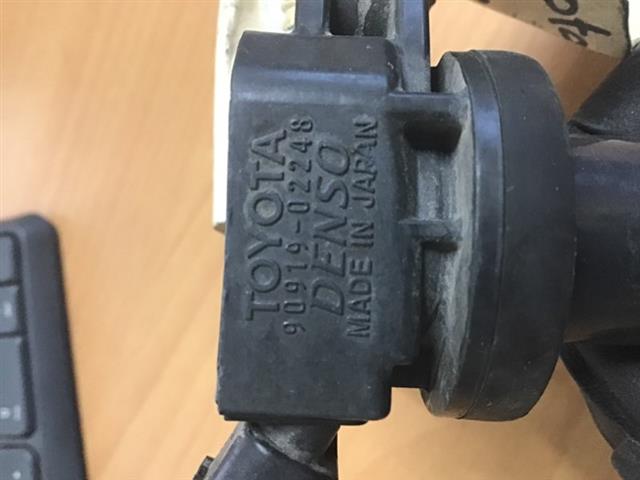 TOYOTA
90919-02248
DENSO
MADE IN JAPAN